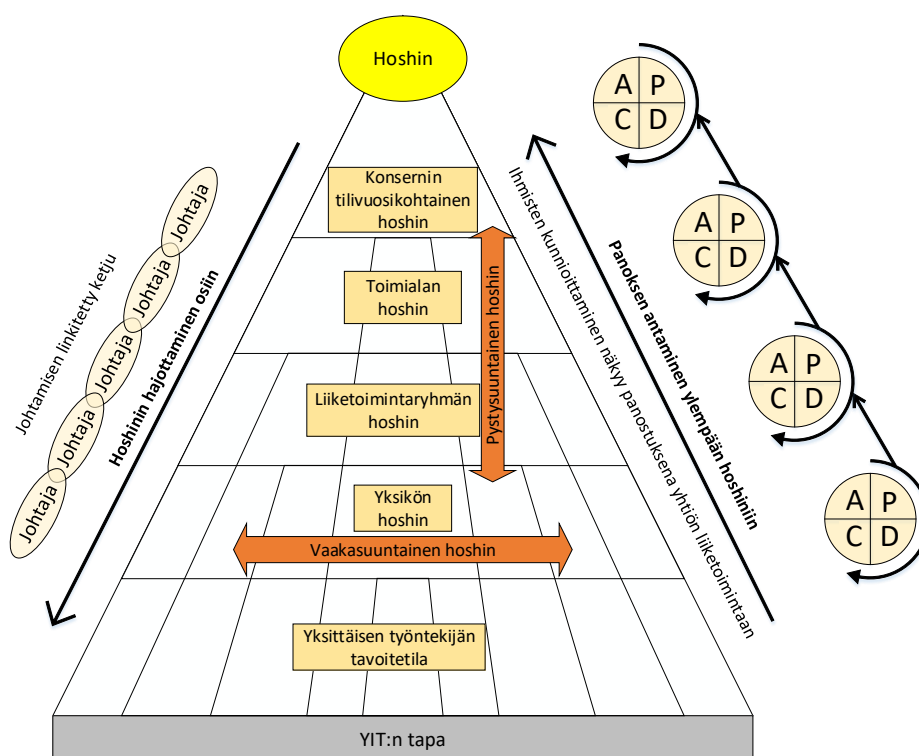 Hoshin
Konsernin
tilivuosikohtainen
hoshin
Toimialan
hoshin
Liiketoimintaryhmän
hoshin
Yksikön
hoshin
Vaakasuuntainen hoshin
Yksittäisen työntekijän
tavoitetila
YIT:n tapa
Pystysuuntainen hoshin
Johtamisen linkitetty ketju
Johtaja
Johtaja
Johtaja
Johtaja
Johtaja
Hoshinin hajottaminen osiin
Ihmisten kunnioittaminen näkyy panostuksena yhtiön liiketoimintaan
Panoksen antaminen ylempään hoshiniin
A P
C D
A P
C D
A P
C D
A P
C D